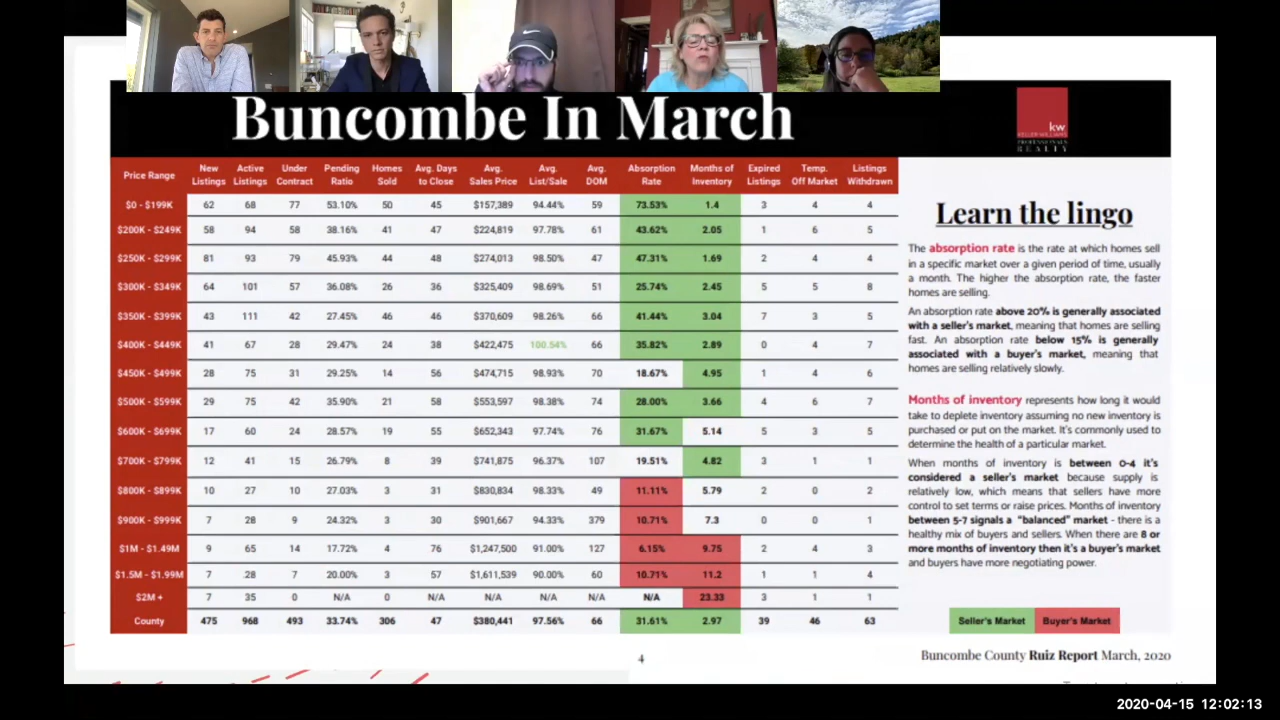 Buncombe In March
kw
KELLER WILLIAMS
PROFESSIONALS
REALTY
Price Range New Listings Active Listings Under Contract Pending Ratio Homes Sold Avg. Days to Close Avg. Sales Price Avg. List/Sale Avg. DOM Absorption Rate Months of Inventory Expired Listings Temp. Off Market Listings Withdrawn
$0 - $199K 62 68 77 53.10% 50 45 $157,389 94.44% 59 73.53% 1.4 3 4 4
$200K - $249K 58 94 58 38.16% 41 47 $224,819 97.78% 61 43.62% 2.05 1 6 5
$250K - $299K 81 93 79 45.93% 44 48 $274,013 98.50% 47 47.31% 1.69 2 4 4
$300K - $349K 64 101 57 36.08% 26 36 $325,409 98.69% 51 25.74% 2.45 5 5 8
$350K - $399K 43 111 42 27.45% 46 46 $370,609 98.26% 66 41.44% 3.04 7 3 5
$400K - $449K 41 67 28 29.47% 24 38 $422,475 100.54% 66 35.82% 2.89 0 4 7
$450K - $499K 28 75 31 29.25% 14 56 $474,715 98.93% 70 18.67% 4.95 1 4 6
$500K - $599K 29 75 42 35.90% 21 58 $553,597 98.38% 74 28.00% 3.66 4 6 7
$600K - $699K 17 60 24 28.57% 19 55 $652,343 97.74% 76 31.67% 5.14 5 3 5
$700K - $799K 12 41 15 26.79% 8 39 $741,875 96.37% 107 19.51% 4.82 3 1 1
$800K - $899K 10 27 10 27.03% 3 31 $830,834 98.33% 49 11.11% 5.79 2 0 2
$900K - $999K 7 28 9 24.32% 3 30 $901,667 94.33% 379 10.71% 7.3 0 0 1
$1M - $1.49M 9 65 14 17.72% 4 76 $1,247,500 91.00% 127 6.15% 9.75 2 4 3
$1.5M - $1.99M 7 28 7 20.00% 3 57 $1,611,539 90.00% 60 10.71% 11.2 1 1 4
$2M + 7 35 0 N/A 0 N/A N/A N/A N/A N/A 23.33 3 1 1
County 475 968 493 33.74% 306 47 $380,441 97.56% 66 31.61% 2.97 39 46 63
Learn the lingo
The absorption rate is the rate at which homes sell
in a specific market over a given period of time, usually
a month. The higher the absorption rate, the faster
homes are selling.
An absorption rate above 20% is generally associated
with a seller's market, meaning that homes are selling
fast. An absorption rate below 15% is generally
associated with a buyer's market, meaning that
homes are selling relatively slowly.
Months of inventory represents how long it would
take to deplete inventory assuming no new inventory is
purchased or put on the market. It's commonly used to
determine the health of a particular market.
When months of inventory is between 0-4 it's
considered a seller's market because supply is
relatively low, which means that sellers have more
control to set terms or raise prices. Months of inventory
between 5-7 signals a "balanced" market - there is a
healthy mix of buyers and sellers. When there are 8 or
more months of inventory then it's a buyer's market
and buyers have more negotiating power.
Seller's Market Buyer's Market
4
Buncombe County Ruiz Report March, 2020
2020-04-15 12:02:13